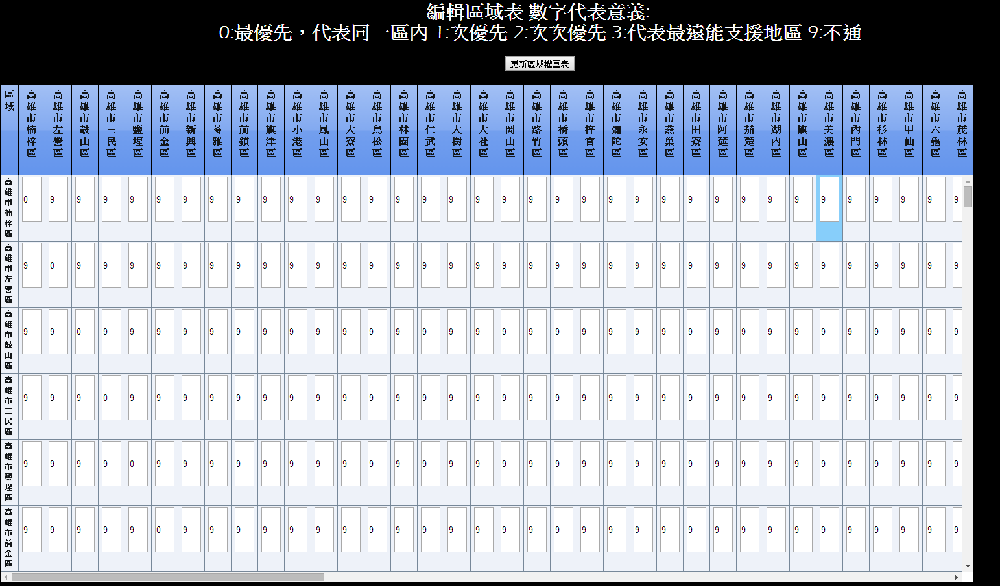 編輯區域表 數字代表意義:
0:最優先，代表同一區內 1:次優先 2:次次優先 3:代表最遠能支援地區 9:不通
更新區域權重表
區域 高雄市楠梓區 高雄市左營區 高雄市鼓山區 高雄市三民區 高雄市鹽埕區 高雄市前金區 高雄市新興區 高雄市苓雅區 高雄市前鎮區 高雄市旗津區 高雄市小港區 高雄市鳳山區 高雄市大寮區 高雄市鳥松區 高雄市林園區 高雄市仁武區 高雄市大樹區 高雄市大社區 高雄市岡山區 高雄市路竹區 高雄市橋頭區 高雄市梓官區 高雄市彌陀區 高雄市永安區 高雄市燕巢區 高雄市田寮區 高雄市阿蓮區 高雄市茄萣區 高雄市湖內區 高雄市旗山區 高雄市美濃區 高雄市內門區 高雄市杉林區 高雄市甲仙區 高雄市六龜區 高雄市茂林區
高雄市楠梓區 0 9 9 9 9 9 9 9 9 9 9 9 9 9 9 9 9 9 9 9 9 9 9 9 9 9 9 9 9 9 9 9 9 9 9 9
高雄市左營區 9 0 9 9 9 9 9 9 9 9 9 9 9 9 9 9 9 9 9 9 9 9 9 9 9 9 9 9 9 9 9 9 9 9 9 9
高雄市鼓山區 9 9 0 9 9 9 9 9 9 9 9 9 9 9 9 9 9 9 9 9 9 9 9 9 9 9 9 9 9 9 9 9 9 9 9 9
高雄市三民區 9 9 9 0 9 9 9 9 9 9 9 9 9 9 9 9 9 9 9 9 9 9 9 9 9 9 9 9 9 9 9 9 9 9 9 9
高雄市鹽埕區 9 9 9 9 0 9 9 9 9 9 9 9 9 9 9 9 9 9 9 9 9 9 9 9 9 9 9 9 9 9 9 9 9 9 9 9
高雄市前金區 9 9 9 9 9 0 9 9 9 9 9 9 9 9 9 9 9 9 9 9 9 9 9 9 9 9 9 9 9 9 9 9 9 9 9 9